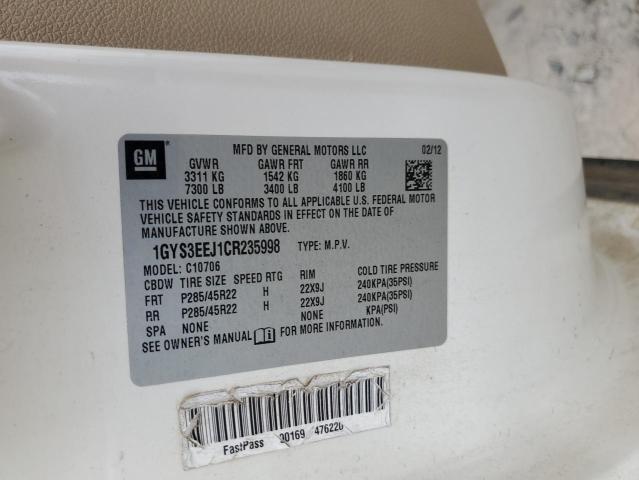 GM
MFD BY GENERAL MOTORS LLC 02/12
GVWR GAWR FRT GAWR RR
3311 KG 1542 KG 1860 KG
7300 LB 3400 LB 4100 LB
THIS VEHICLE CONFORMS TO ALL APPLICABLE U.S. FEDERAL MOTOR
VEHICLE SAFETY STANDARDS IN EFFECT ON THE DATE OF
MANUFACTURE SHOWN ABOVE.
1GYS3EEJ1CR235998 TYPE: M.P.V.
MODEL: C10706
CBDW TIRE SIZE SPEED RTG RIM COLD TIRE PRESSURE
FRT P285/45R22 H 22X9J 240KPA(35PSI)
RR P285/45R22 H 22X9J 240KPA(35PSI)
SPA NONE NONE KPA(PSI)
SEE OWNER'S MANUAL FOR MORE INFORMATION.
FastPass 00169 476220